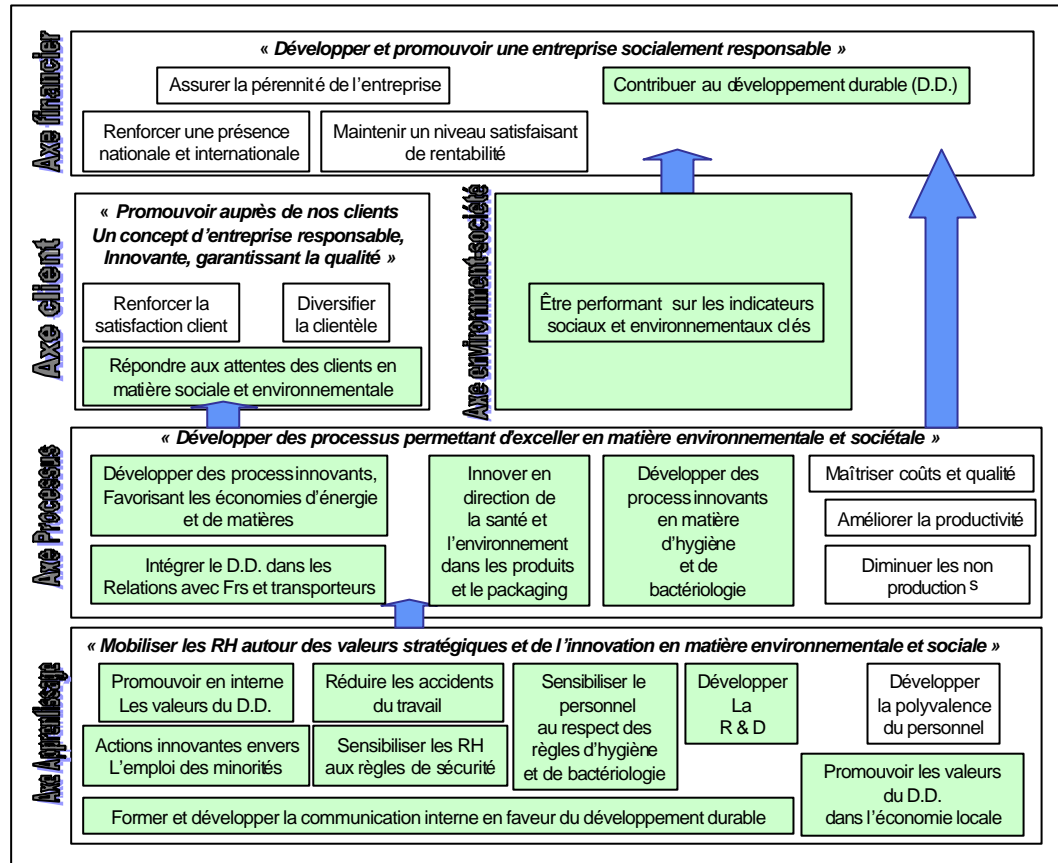 Axe financier
« Développer et promouvoir une entreprise socialement responsable »
Assurer la pérennité de l'entreprise
Contribuer au développement durable (D.D.)
Renforcer une présence
nationale et internationale
Maintenir un niveau satisfaisant
de rentabilité
Axe client
« Promouvoir auprès de nos clients
Un concept d'entreprise responsable,
Innovante, garantissant la qualité »
Renforcer la
satisfaction client
Diversifier
la clientèle
Répondre aux attentes des clients en
matière sociale et environnementale
Axe environment-société
Être performant sur les indicateurs
sociaux et environnementaux clés
Axe Processus
« Développer des processus permettant d'exceller en matière environnementale et sociétale »
Développer des process innovants,
Favorisant les économies d'énergie
et de matières
Intégrer le D.D. dans les
Relations avec Frs et transporteurs
Innover en
direction de
la santé et
l'environnement
dans les produits
et le packaging
Développer des
process innovants
en matière
d'hygiène
et de
bactériologie
Maîtriser coûts et qualité
Améliorer la productivité
Diminuer les non
production s
Axe Apprentissage
« Mobiliser les RH autour des valeurs stratégiques et de l'innovation en matière environnementale et sociale »
Promouvoir en interne
Les valeurs du D.D.
Réduire les accidents
du travail
Sensibiliser le
personnel
au respect des
règles d'hygiène
et de bactériologie
Développer
La
R & D
Développer
la polyvalence
du personnel
Actions innovantes envers
L'emploi des minorités
Sensibiliser les RH
aux règles de sécurité
Promouvoir les valeurs
du D.D.
dans l'économie locale
Former et développer la communication interne en faveur du développement durable